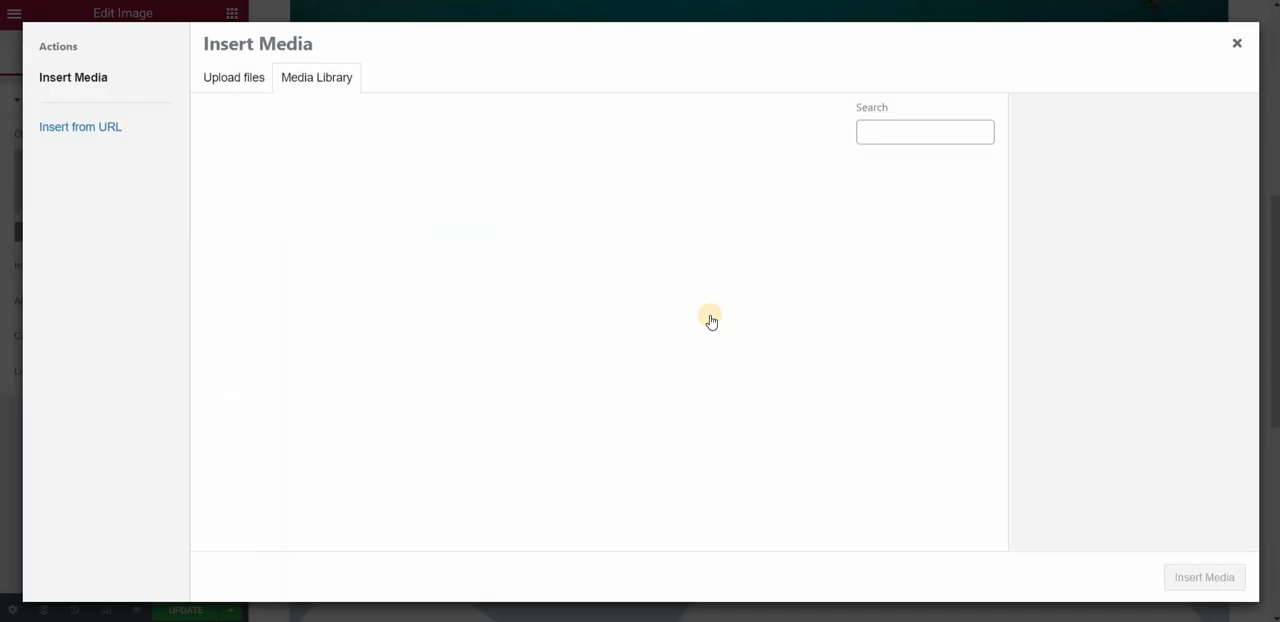 Edit Image
Actions
Insert Media
Insert from URL
Insert Media
Upload files
Media Library
Search
Insert Media
UPDATE